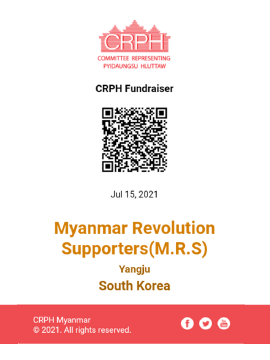 CRPH
COMMITTEE REPRESENTING
PYIDAUNGSU HLUTTAW
CRPH Fundraiser
Jul 15, 2021
Myanmar Revolution
Supporters(M.R.S)
Yangju
South Korea
CRPH Myanmar
© 2021. All rights reserved.